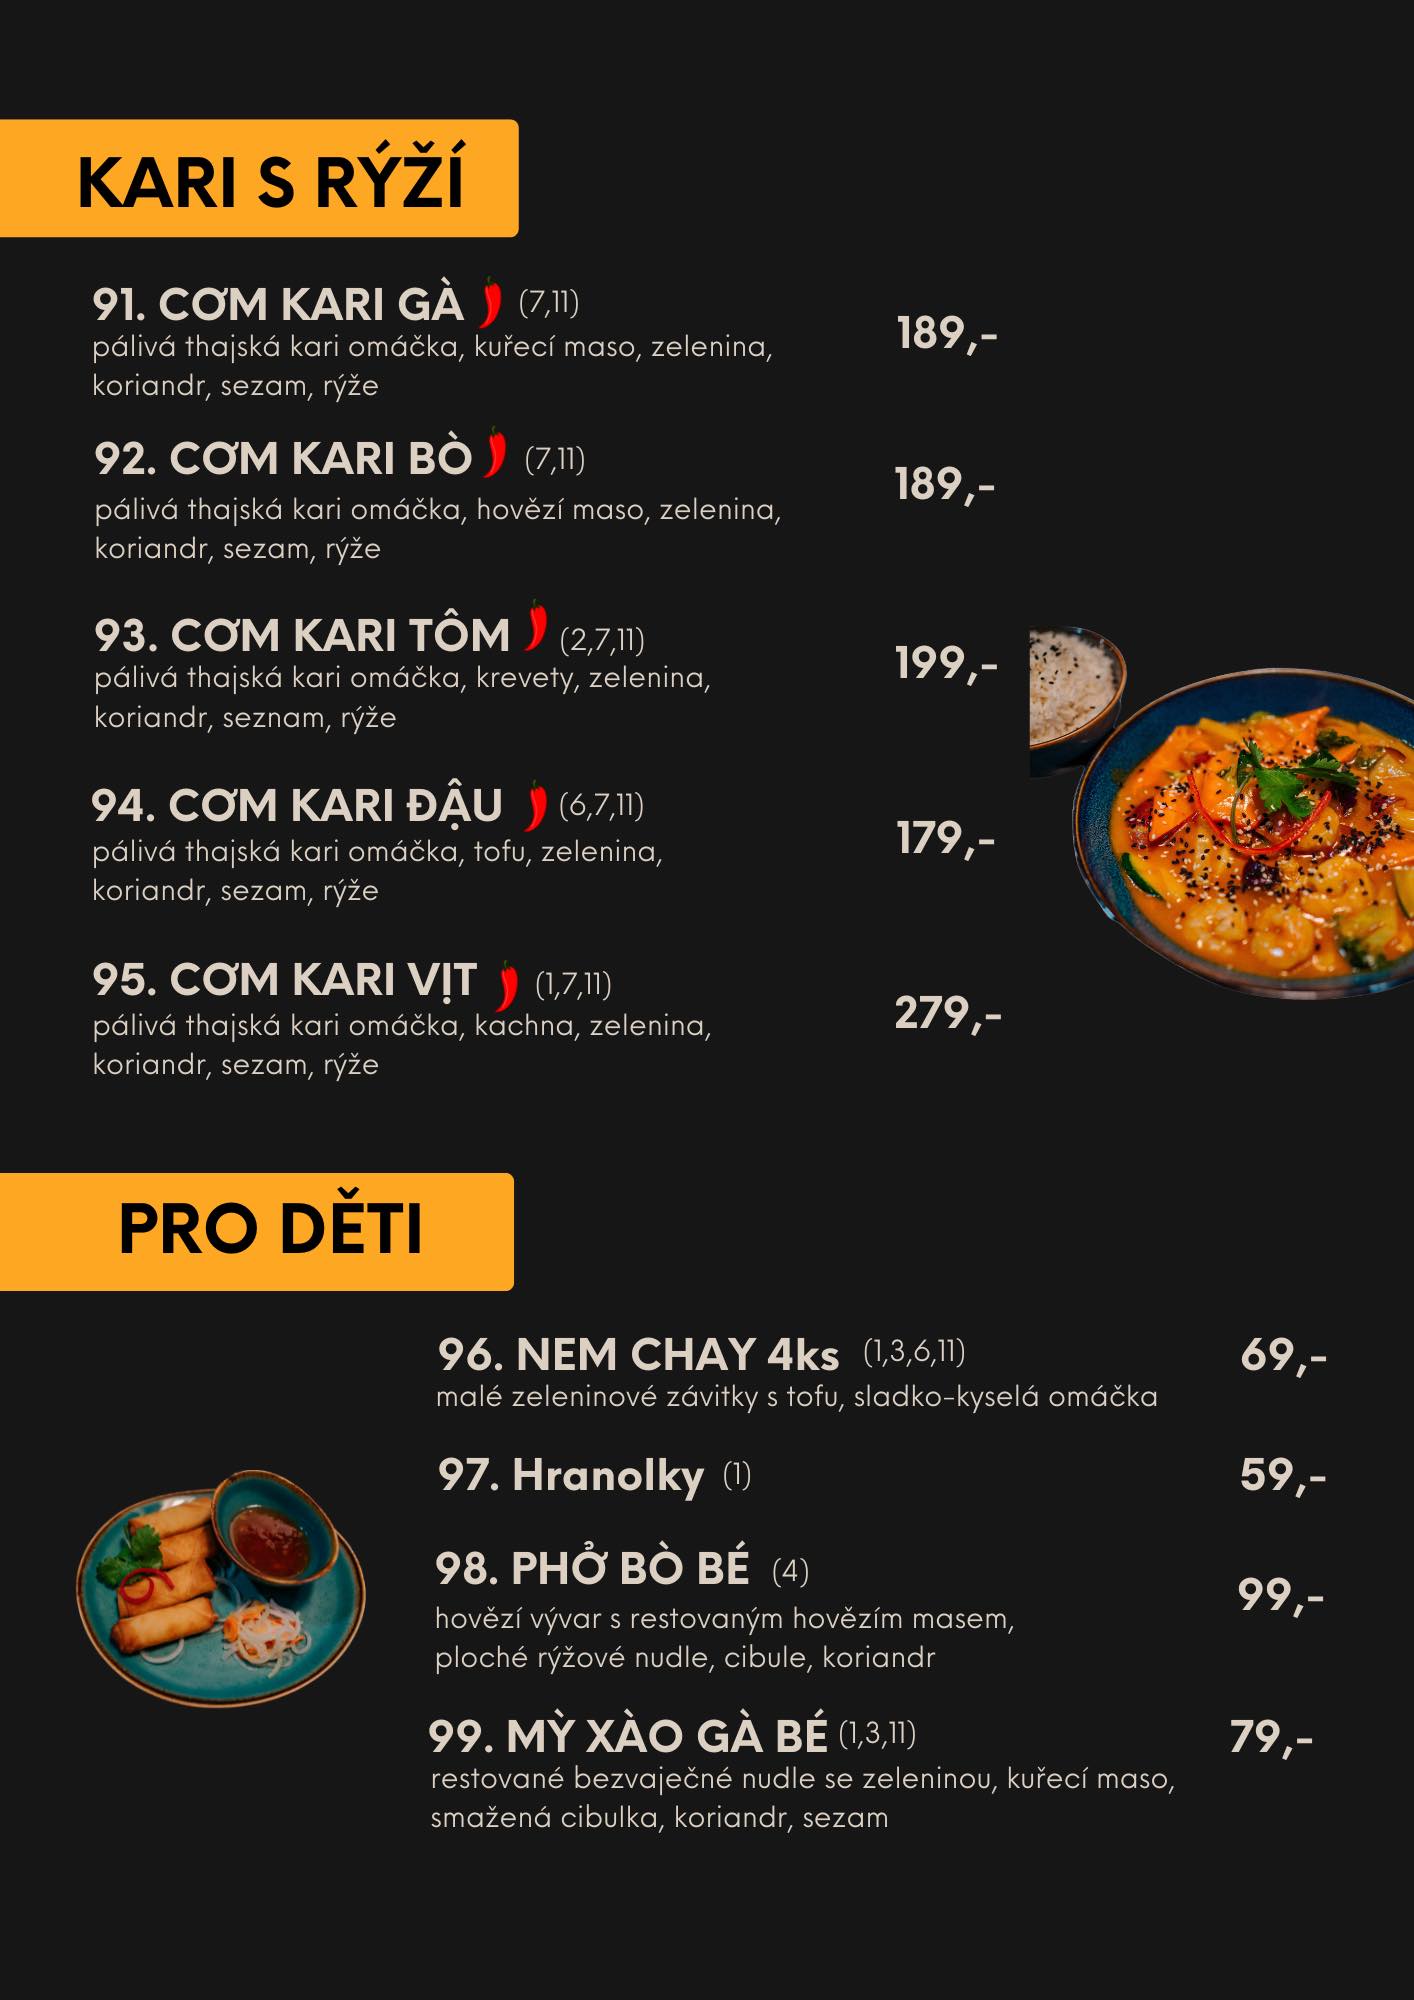 KARI S RÝŽÍ
91. CƠM KARI GÀ (7,11)
189,-
pálivá thajská kari omáčka, kuřecí maso, zelenina,
koriandr, sezam, rýže
92. CƠM KARI BÒ (7,11)
189,-
pálivá thajská kari omáčka, hovězí maso, zelenina,
koriandr, sezam, rýže
93. CƠM KARI TÔM (2,7,11)
199,-
pálivá thajská kari omáčka, krevety, zelenina,
koriandr, seznam, rýže
94. CƠM KARI ĐẬU (6,7,11)
179,-
pálivá thajská kari omáčka, tofu, zelenina,
koriandr, sezam, rýže
95. CƠM KARI VỊT (1,7,11)
279,-
pálivá thajská kari omáčka, kachna, zelenina,
koriandr, sezam, rýže
PRO DĚTI
96. NEM CHAY 4ks (1,3,6,11) 69,-
malé zeleninové závitky s tofu, sladko-kyselá omáčka
97. Hranolky (1) 59,-
98. PHỞ BÒ BÉ (4)
99,-
hovězí vývar s restovaným hovězím masem,
ploché rýžové nudle, cibule, koriandr
99. MỲ XÀO GÀ BÉ (1,3,11) 79,-
restované bezvaječné nudle se zeleninou, kuřecí maso,
smažená cibulka, koriandr, sezam